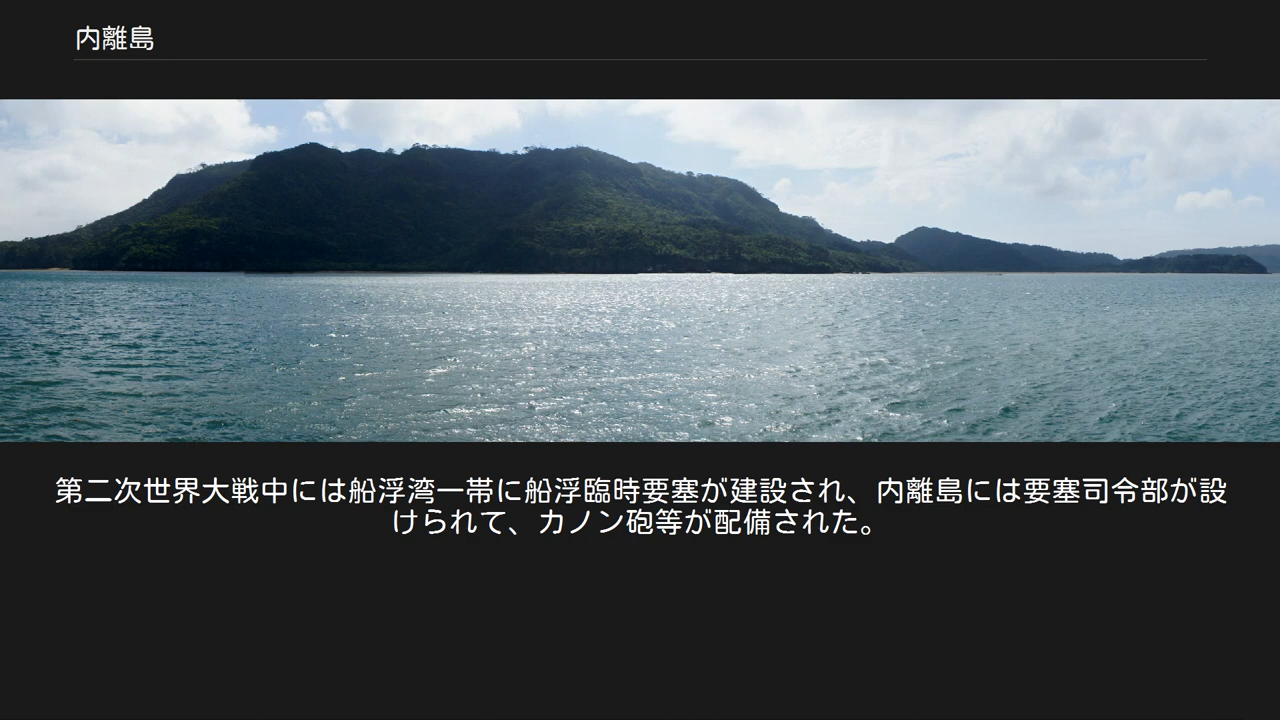 内離島
第二次世界大戦中には船浮湾一帯に船浮臨時要塞が建設され、内離島には要塞司令部が設
けられて、カノン砲等が配備された。